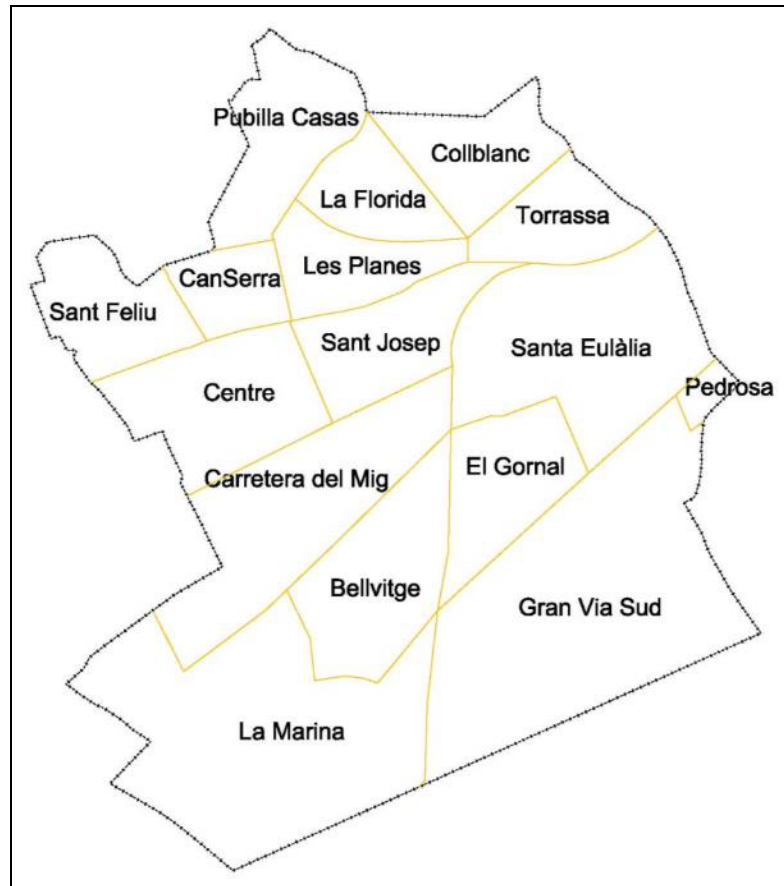 Pubilla Casas
Collblanc
La Florida
Torrassa
Les Planes
CanSerra
Sant Feliu
Sant Josep
Santa Eulàlia
Centre
Pedrosa
El Gornal
Carretera del Mig
Bellvitge
Gran Via Sud
La Marina